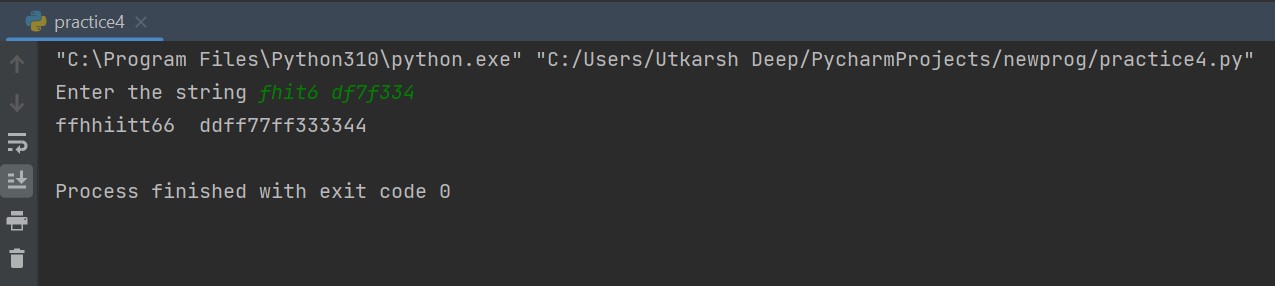 practice4
"C:\Program Files\Python310\python.exe" "C:/Users/Utkarsh Deep/PycharmProjects/newprog/practice4.py"
Enter the string fhit6 df7f334
ffhhiitt66  ddff77ff333344
Process finished with exit code 0